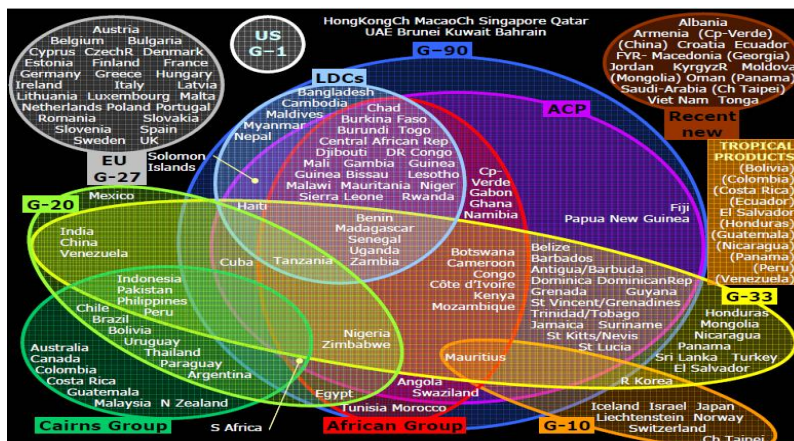 HongKongCh MacaoCh Singapore Qatar
UAE Brunei Kuwait Bahrain
US
G-1
Austria
Belgium Bulgaria
Cyprus CzechR Denmark
Estonia Finland France
Germany Greece Hungary
Ireland Italy Latvia
Lithuania Luxembourg Malta
Netherlands Poland Portugal
Romania Slovakia
Slovenia Spain
Sweden UK
EU
G-27
Albania
Armenia (Cp-Verde)
(China) Croatia Ecuador
FYR- Macedonia (Georgia)
Jordan KyrgyzR Moldova
(Mongolia) Oman (Panama)
Saudi-Arabia (Ch Taipei)
Viet Nam Tonga
Recent
new
G-90
LDCs
Bangladesh
Cambodia
Maldives
Myanmar
Nepal
Solomon
Islands
Chad
Burkina Faso
Burundi Togo
Central African Rep
Djibouti DR Congo
Mali Gambia Guinea
Guinea Bissau Lesotho
Malawi Mauritania Niger
Sierra Leone Rwanda
Haiti
Benin
Madagascar
Senegal
Uganda
Zambia
Tanzania
ACP
Cp-
Verde
Gabon
Ghana
Namibia
Fiji
Papua New Guinea
TROPICAL
PRODUCTS
(Bolivia)
(Colombia)
(Costa Rica)
(Ecuador)
El Salvador
(Honduras)
(Guatemala)
(Nicaragua)
(Panama)
(Peru)
(Venezuela)
G-20
Mexico
India
China
Venezuela
Cuba
Indonesia
Pakistan
Philippines
Peru
Chile
Brazil
Bolivia
Uruguay
Thailand
Paraguay
Argentina
Australia
Canada
Colombia
Costa Rica
Guatemala
Malaysia N Zealand
Cairns Group
S Africa
Nigeria
Zimbabwe
Egypt
Tunisia Morocco
African Group
Angola
Swaziland
Botswana
Cameroon
Congo
Côte d'Ivoire
Kenya
Mozambique
Belize
Barbados
Antigua/Barbuda
Dominica DominicanRep
Grenada Guyana
St Vincent/Grenadines
Trinidad/Tobago
Jamaica Suriname
St Kitts/Nevis
St Lucia
Mauritius
G-33
Honduras
Mongolia
Nicaragua
Panama
Sri Lanka Turkey
El Salvador
R Korea
G-10
Iceland Israel Japan
Liechtenstein Norway
Switzerland
Ch Taipei